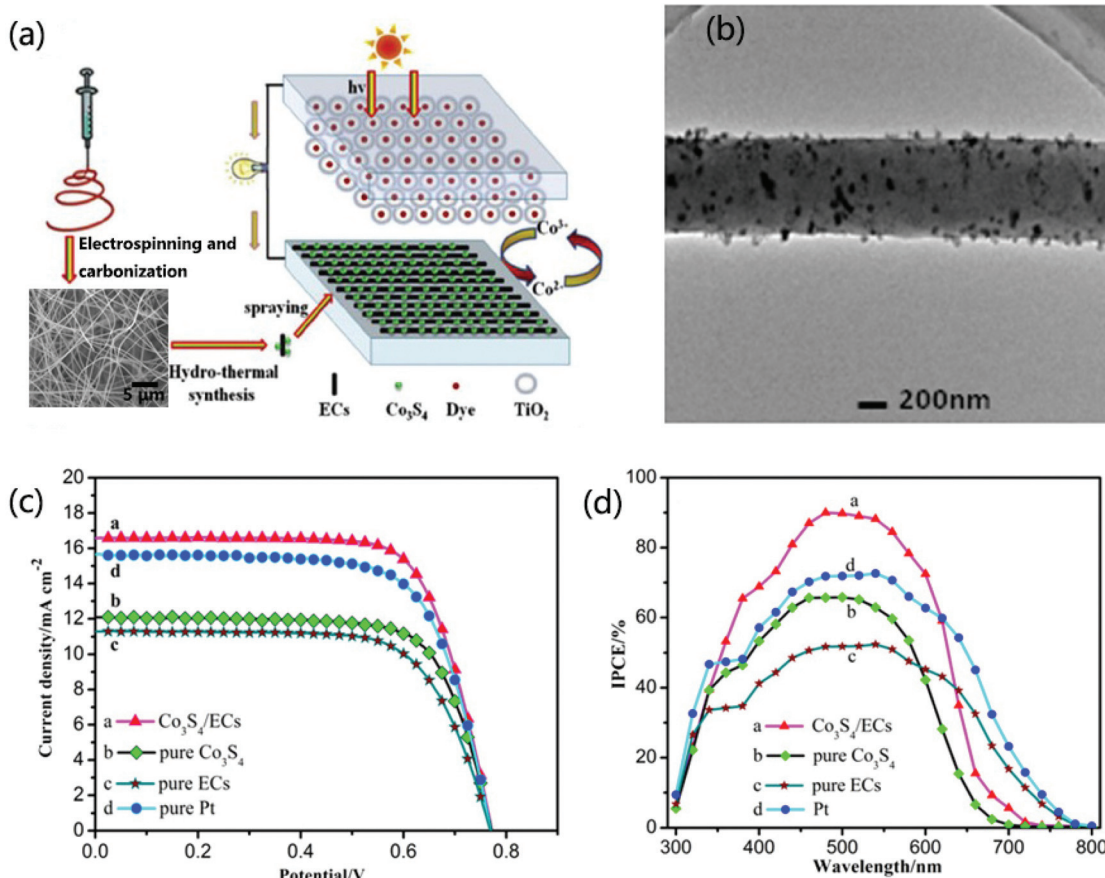 (a)
hν
Electrospinning and
carbonization
5 μm
Hydro-thermal
synthesis
spraying
Co³⁻
Co²⁻
ECs Co₃S₄ Dye TiO₂
(b)
200nm
(c)
Current density/mA cm⁻²
20
18
16
14
12
10
8
6
4
2
0
a
d
b
c
a Co₃S₄/ECs
b pure Co₃S₄
c pure ECs
d pure Pt
0.0 0.2 0.4 0.6 0.8
Potential/V
(d)
IPCE/%
100
80
60
40
20
0
a
d
b
c
a Co₃S₄/ECs
b pure Co₃S₄
c pure ECs
d Pt
300 400 500 600 700 800
Wavelength/nm